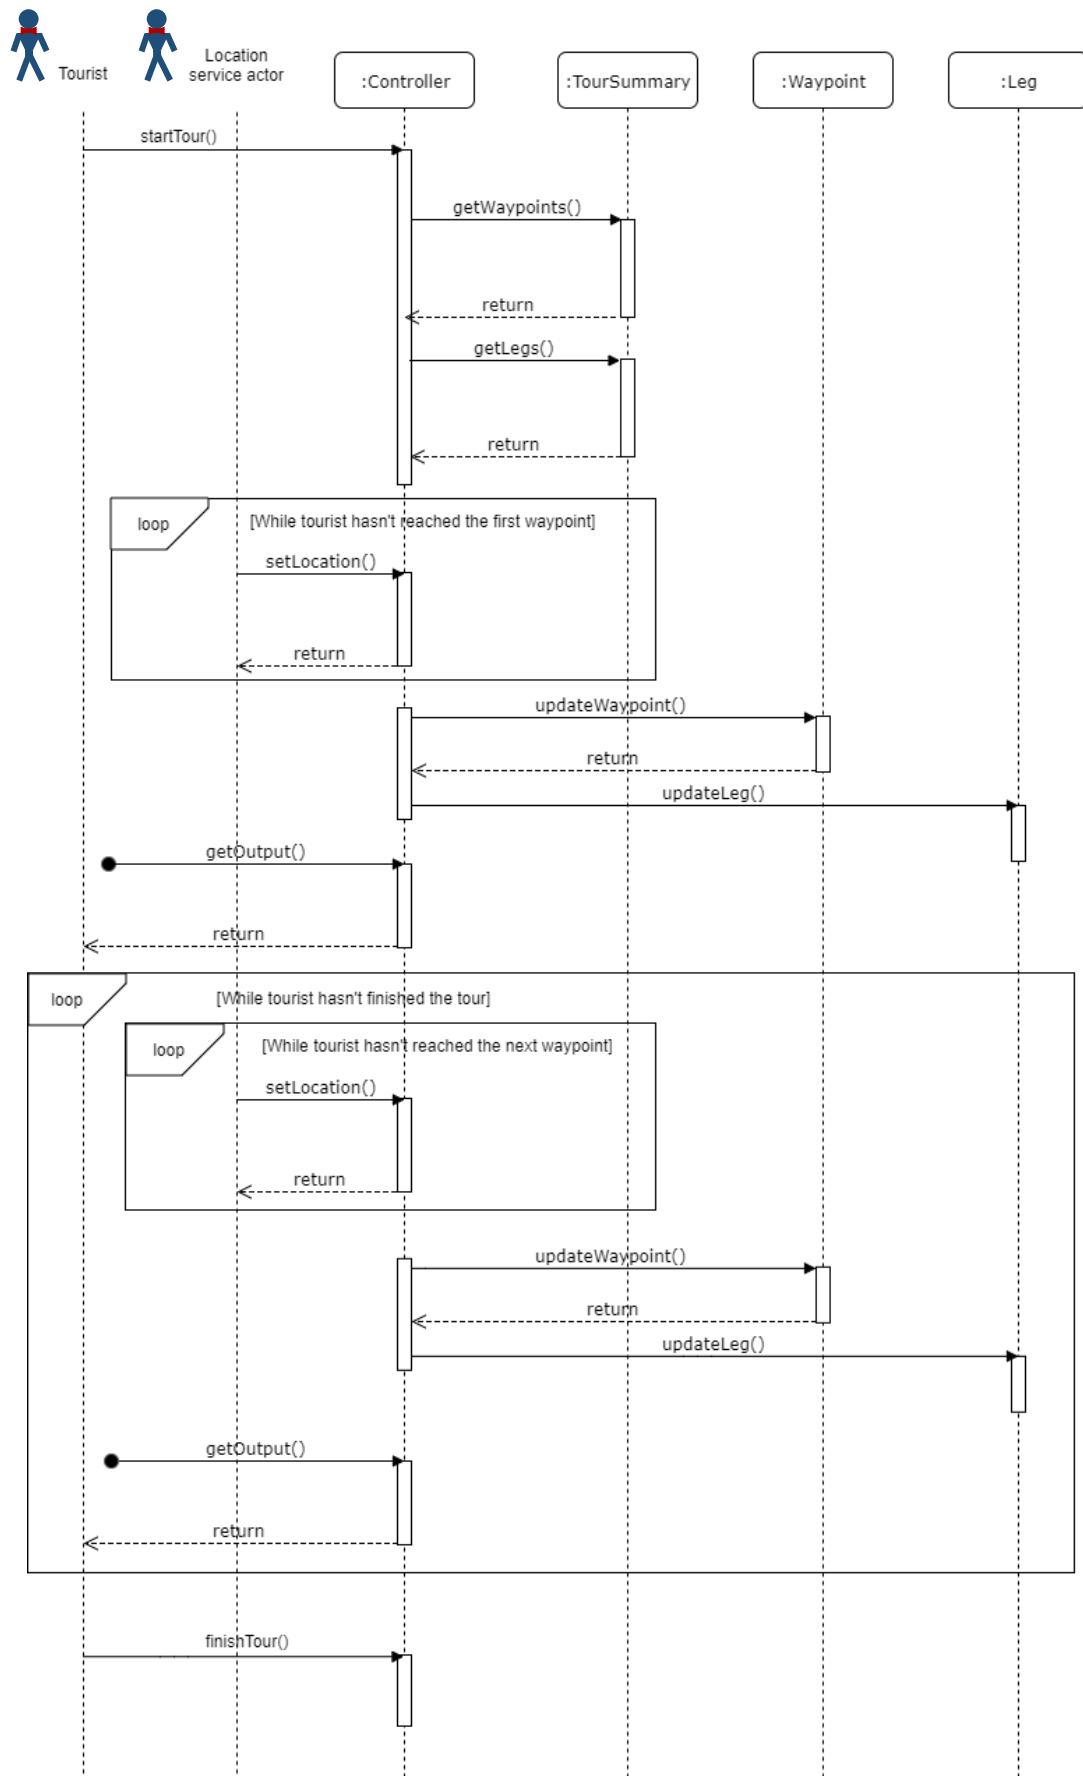 Tourist
Location
service actor
:Controller
:TourSummary
:Waypoint
:Leg
startTour()
getWaypoints()
return
getLegs()
return
loop
[While tourist hasn't reached the first waypoint]
setLocation()
return
updateWaypoint()
return
updateLeg()
getOutput()
return
loop
[While tourist hasn't finished the tour]
loop
[While tourist hasn't reached the next waypoint]
setLocation()
return
updateWaypoint()
return
updateLeg()
getOutput()
return
finishTour()